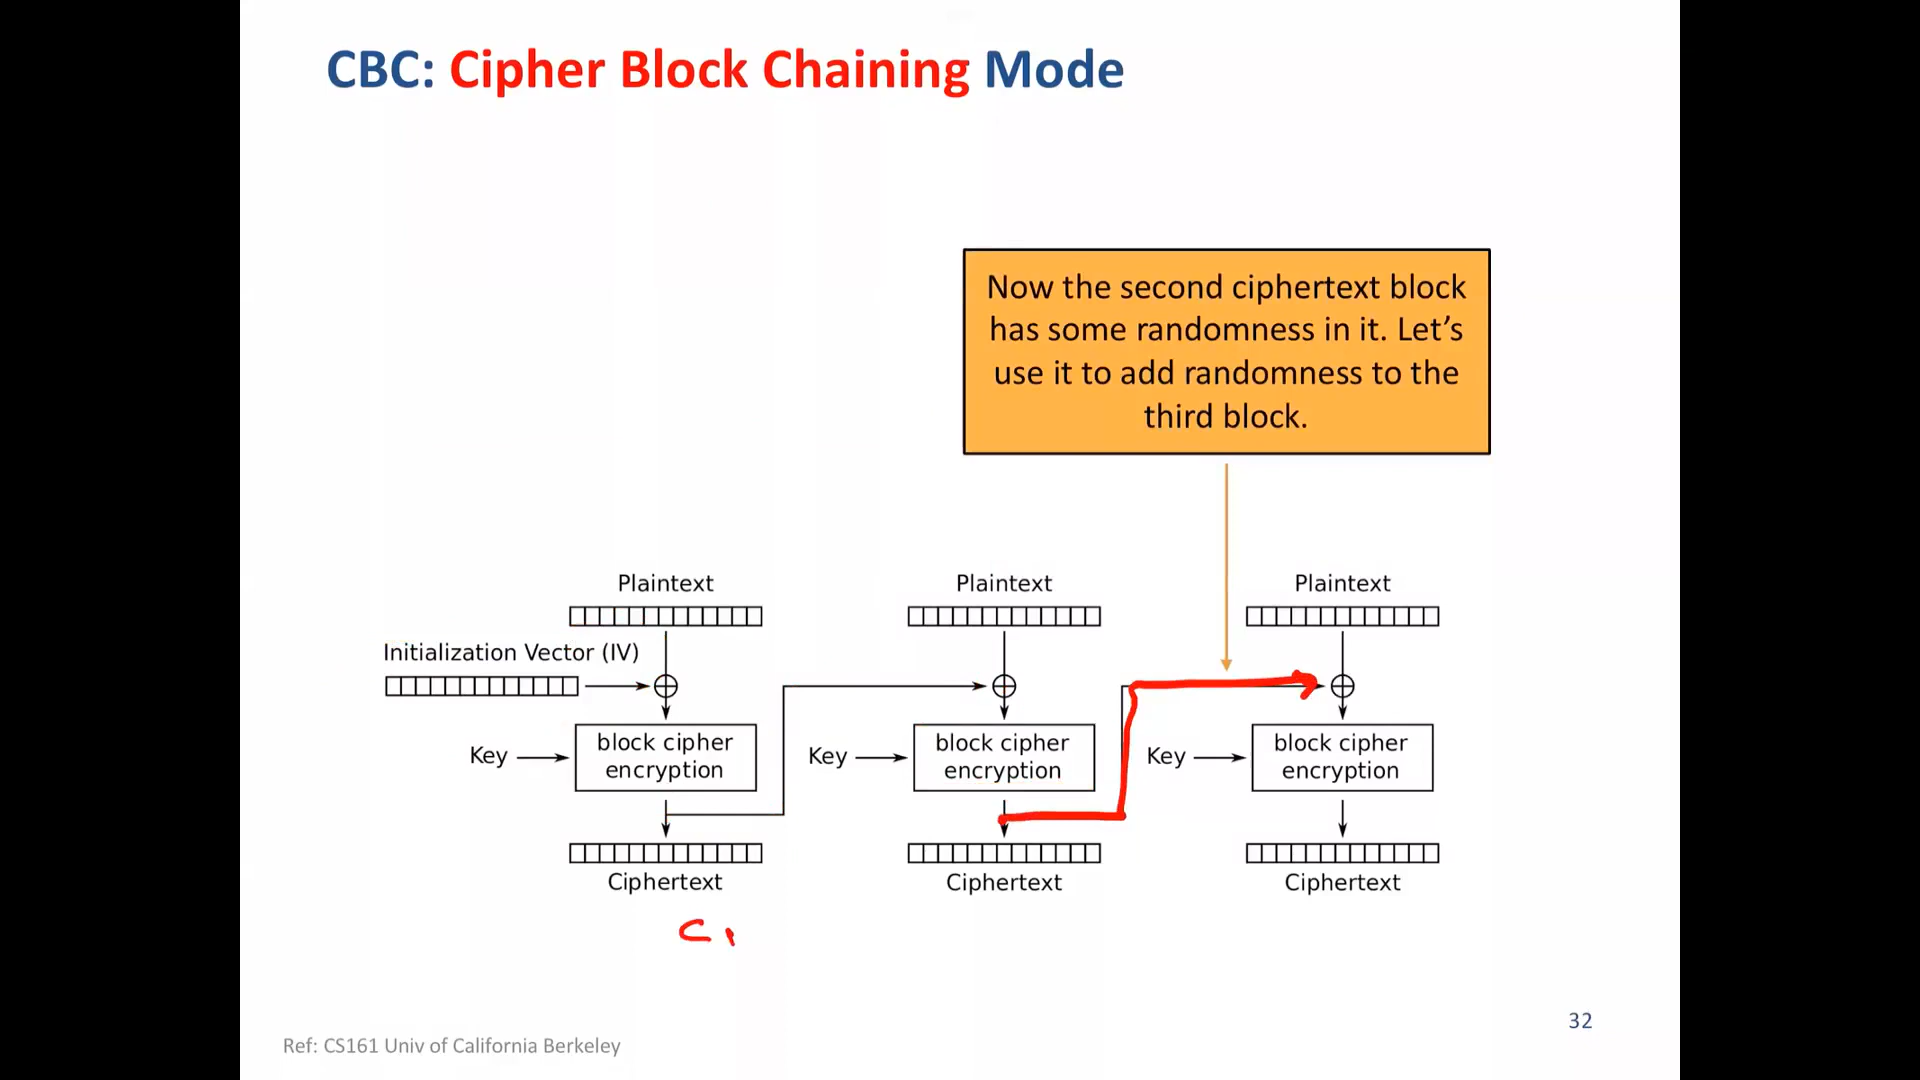 CBC: Cipher Block Chaining Mode
Now the second ciphertext block
has some randomness in it. Let’s
use it to add randomness to the
third block.
Plaintext
Plaintext
Plaintext
Initialization Vector (IV)
Key
block cipher
encryption
Key
block cipher
encryption
Key
block cipher
encryption
Ciphertext
Ciphertext
Ciphertext
C1
32
Ref: CS161 Univ of California Berkeley